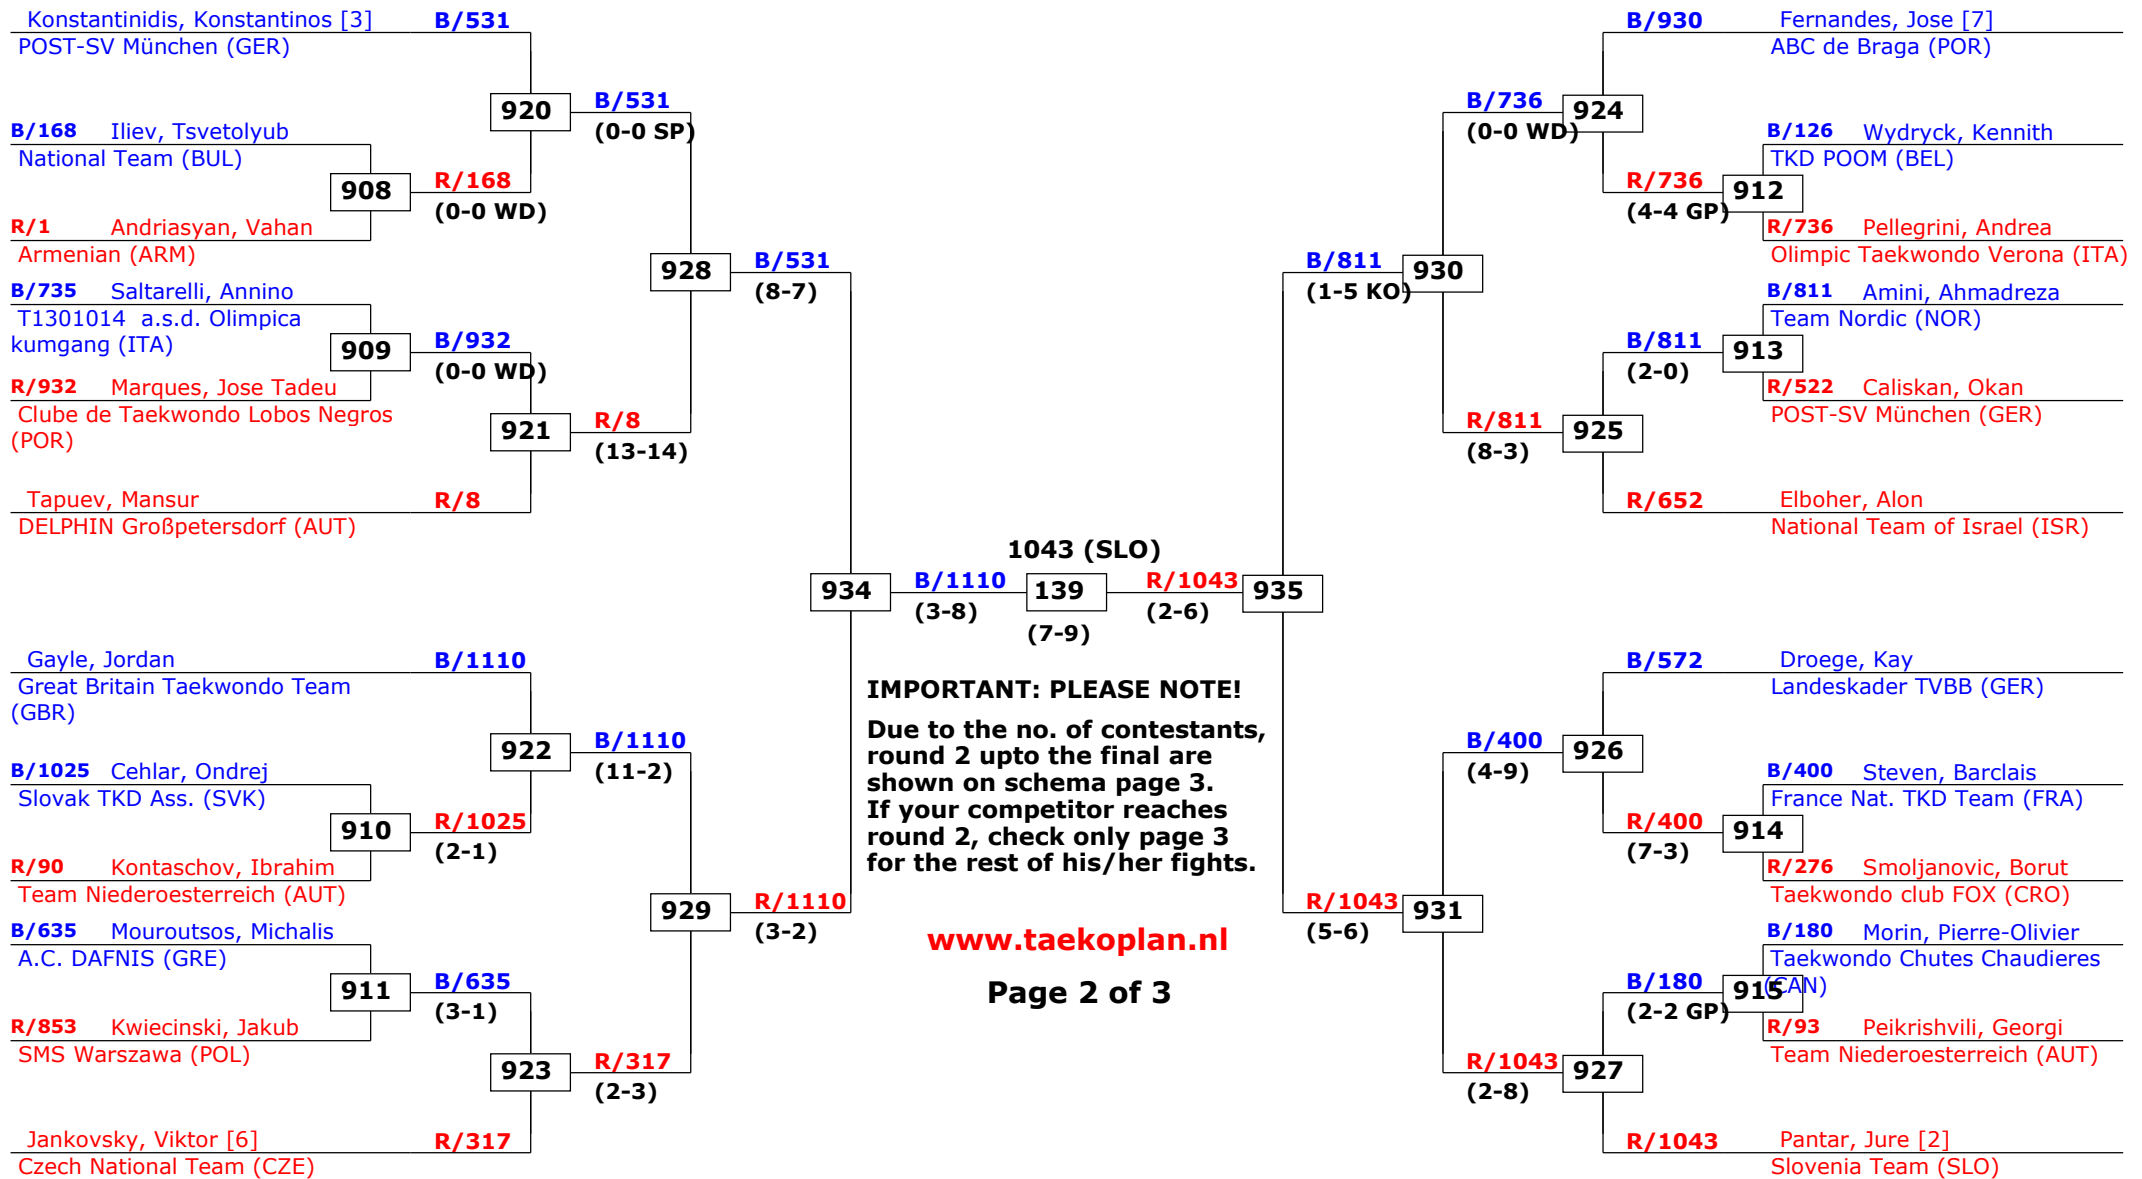 Konstantinidis, Konstantinos [3] B/531
POST-SV München (GER)
920
B/531
(0-0 SP)
B/168 Iliev, Tsvetolyub
National Team (BUL)
908
R/168
(0-0 WD)
R/1 Andriasyan, Vahan
Armenian (ARM)
928
B/531
(8-7)
B/735 Saltarelli, Annino
T1301014 a.s.d. Olimpica
kumgang (ITA)
909
B/932
(0-0 WD)
R/932 Marques, Jose Tadeu
Clube de Taekwondo Lobos Negros
(POR)
921
R/8
(13-14)
Tapuev, Mansur R/8
DELPHIN Großpetersdorf (AUT)
934
B/1110
(3-8)
Gayle, Jordan B/1110
Great Britain Taekwondo Team
(GBR)
922
B/1110
(11-2)
B/1025 Cehlar, Ondrej
Slovak TKD Ass. (SVK)
910
R/1025
(2-1)
R/90 Kontaschov, Ibrahim
Team Niederoesterreich (AUT)
929
R/1110
(3-2)
B/635 Mouroutsos, Michalis
A.C. DAFNIS (GRE)
911
B/635
(3-1)
R/853 Kwiecinski, Jakub
SMS Warszawa (POL)
923
R/317
(2-3)
Jankovsky, Viktor [6] R/317
Czech National Team (CZE)
1043 (SLO)
139
(7-9)
IMPORTANT: PLEASE NOTE!
Due to the no. of contestants,
round 2 upto the final are
shown on schema page 3.
If your competitor reaches
round 2, check only page 3
for the rest of his/her fights.
www.taekoplan.nl
Page 2 of 3
B/930 Fernandes, Jose [7]
ABC de Braga (POR)
B/736
(0-0 WD)
924
B/126 Wydryck, Kennith
TKD POOM (BEL)
R/736
(4-4 GP)
912
R/736 Pellegrini, Andrea
Olimpic Taekwondo Verona (ITA)
B/811
(1-5 KO)
930
B/811 Amini, Ahmadreza
Team Nordic (NOR)
B/811
(2-0)
913
R/522 Caliskan, Okan
POST-SV München (GER)
R/811
(8-3)
925
R/652 Elboher, Alon
National Team of Israel (ISR)
R/1043
(2-6)
935
B/572 Droege, Kay
Landeskader TVBB (GER)
B/400
(4-9)
926
B/400 Steven, Barclais
France Nat. TKD Team (FRA)
R/400
(7-3)
914
R/276 Smoljanovic, Borut
Taekwondo club FOX (CRO)
R/1043
(5-6)
931
B/180 Morin, Pierre-Olivier
Taekwondo Chutes Chaudieres
(CAN)
B/180
(2-2 GP)
915
R/93 Peikrishvili, Georgi
Team Niederoesterreich (AUT)
R/1043
(2-8)
927
R/1043 Pantar, Jure [2]
Slovenia Team (SLO)